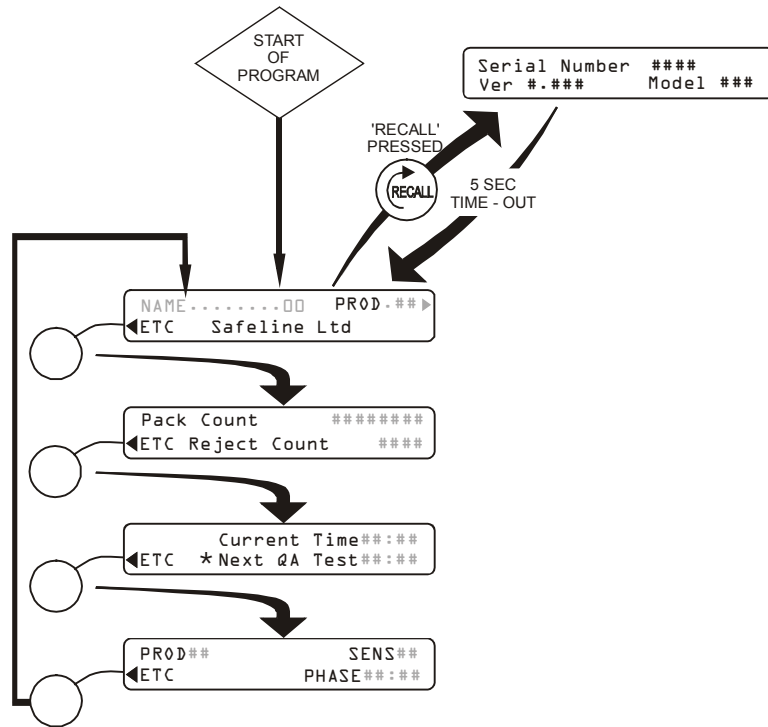 START
OF
PROGRAM
Serial Number ####
Ver #.### Model ###
'RECALL'
PRESSED
RECALL
5 SEC
TIME - OUT
NAME........00 PROD.##
ETC Safeline Ltd
Pack Count ########
ETC Reject Count ####
Current Time##:##
ETC *Next QA Test##:##
PROD## SENS##
ETC PHASE##:##